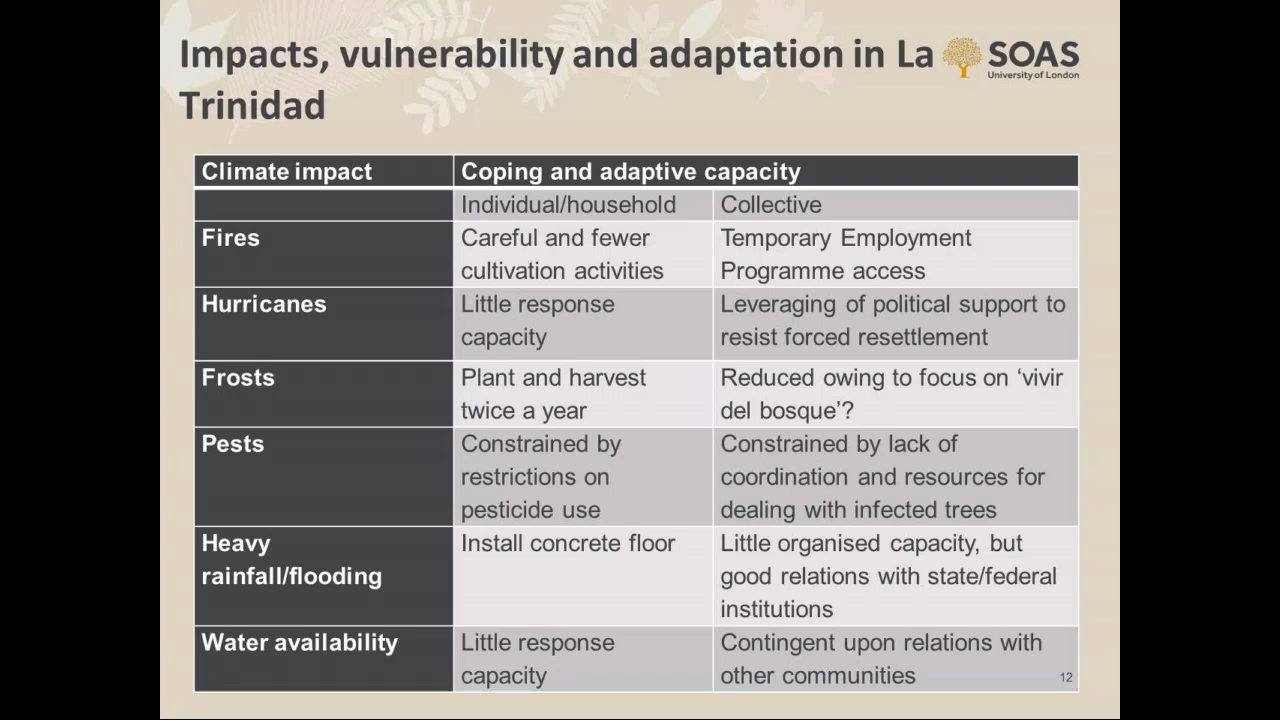 Impacts, vulnerability and adaptation in La
Trinidad
SOAS
University of London
Climate impact
Coping and adaptive capacity
Individual/household
Collective
Fires
Careful and fewer
cultivation activities
Temporary Employment
Programme access
Hurricanes
Little response
capacity
Leveraging of political support to
resist forced resettlement
Frosts
Plant and harvest
twice a year
Reduced owing to focus on ‘vivir
del bosque’?
Pests
Constrained by
restrictions on
pesticide use
Constrained by lack of
coordination and resources for
dealing with infected trees
Heavy
rainfall/flooding
Install concrete floor
Little organised capacity, but
good relations with state/federal
institutions
Water availability
Little response
capacity
Contingent upon relations with
other communities
12